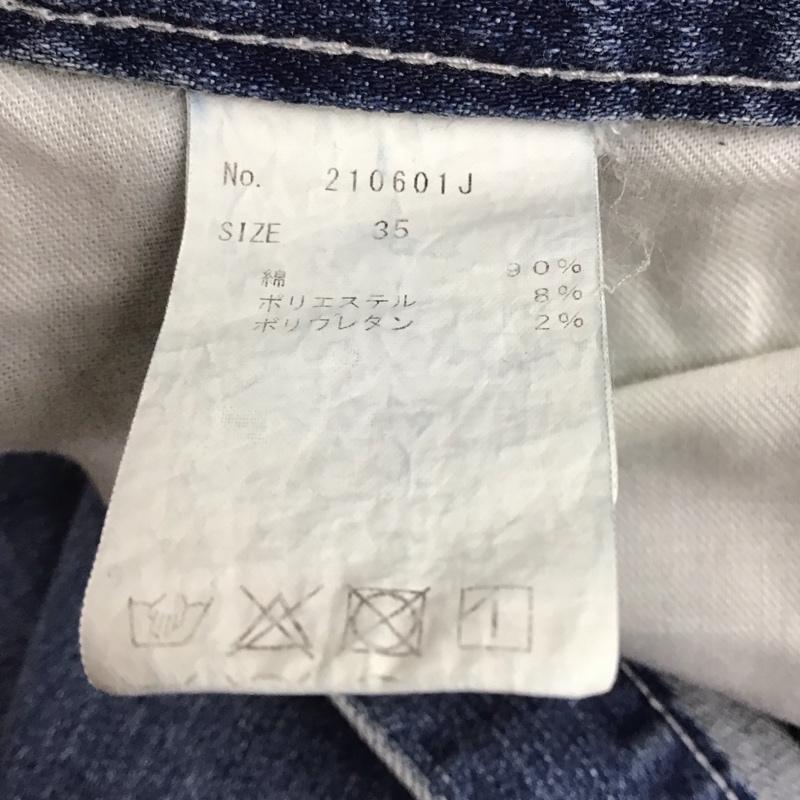 No. 210601J
SIZE 35
綿 90%
ポリエステル 8%
ポリウレタン 2%